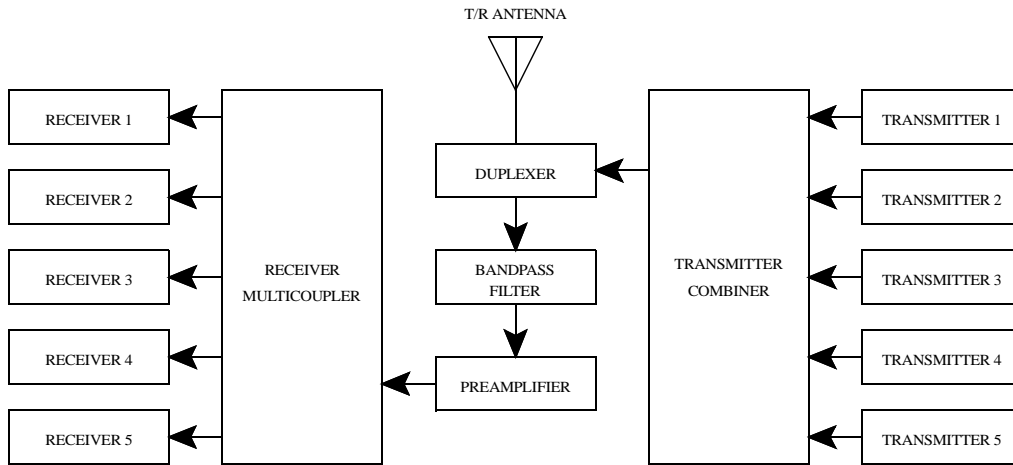 T/R ANTENNA
RECEIVER 1
RECEIVER 2
RECEIVER 3
RECEIVER 4
RECEIVER 5
RECEIVER
MULTICOUPLER
DUPLEXER
BANDPASS
FILTER
PREAMPLIFIER
TRANSMITTER
COMBINER
TRANSMITTER 1
TRANSMITTER 2
TRANSMITTER 3
TRANSMITTER 4
TRANSMITTER 5